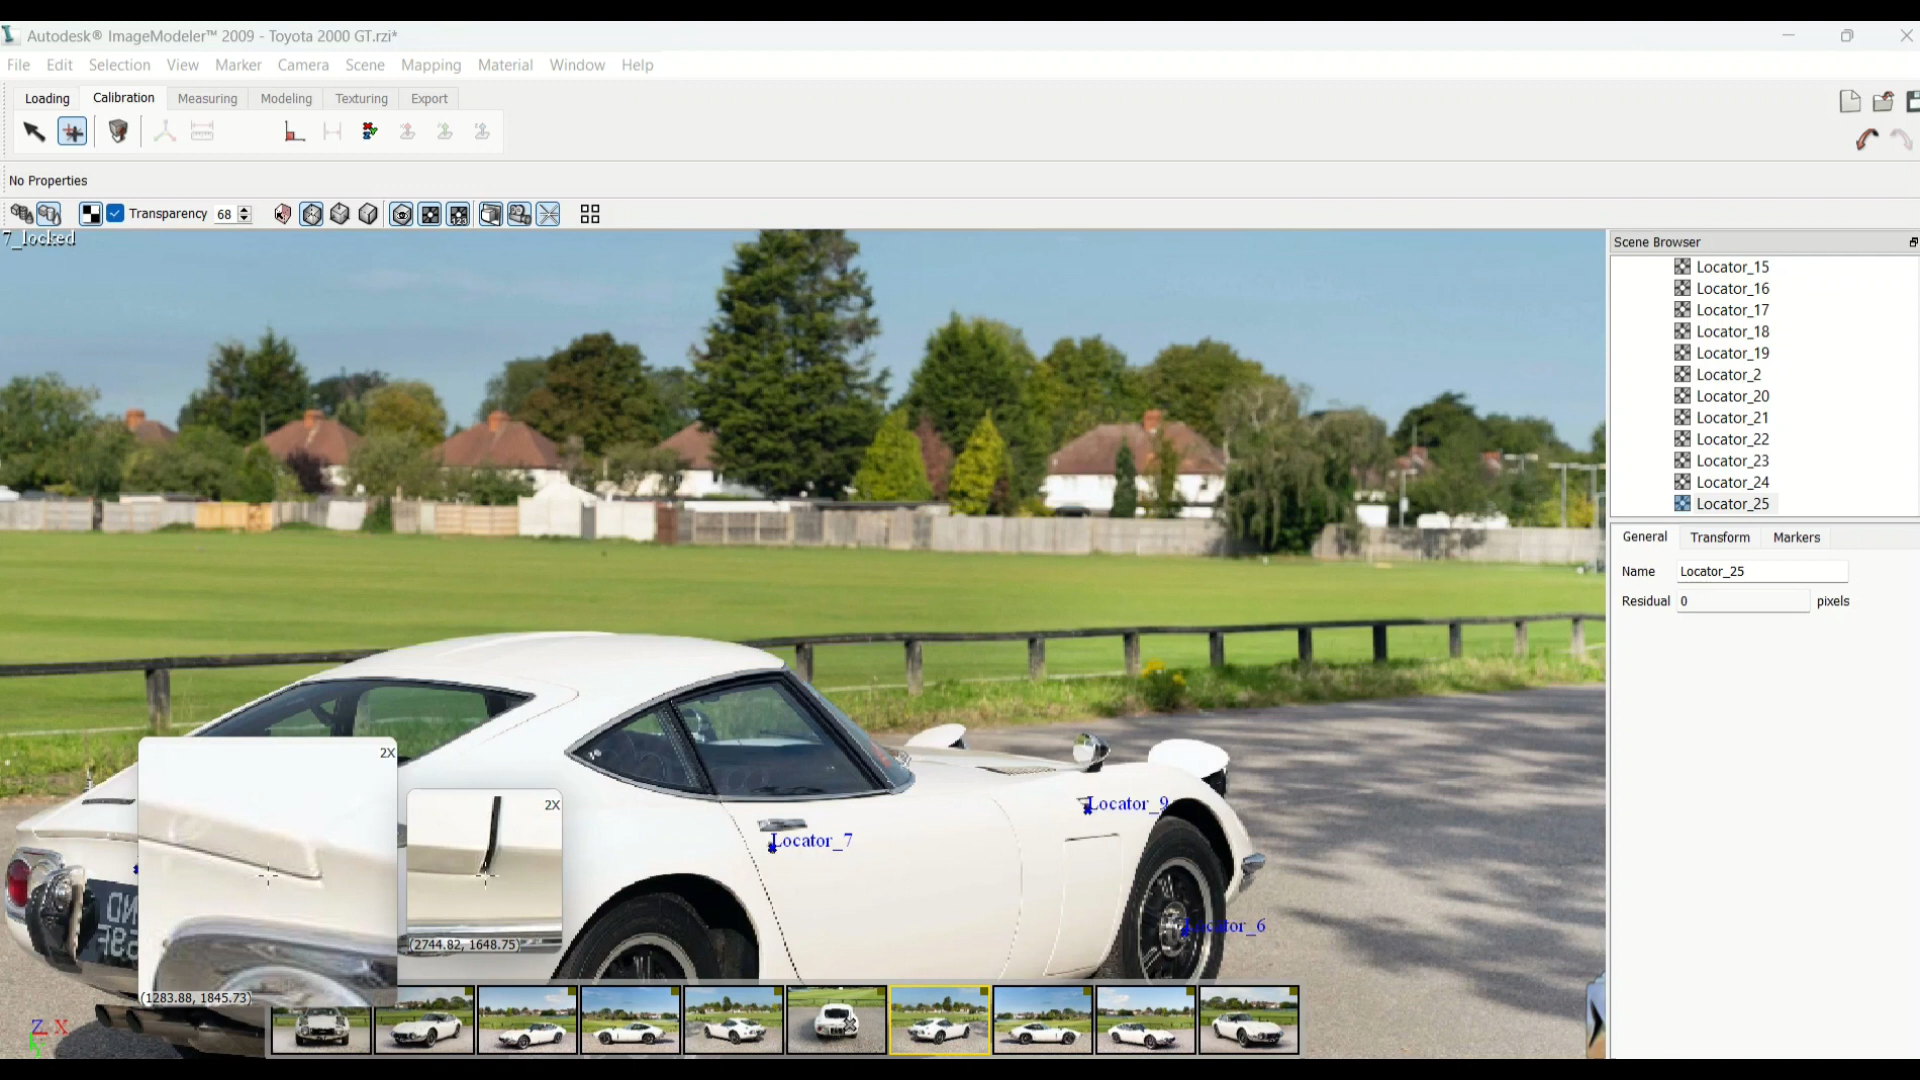 Autodesk® ImageModeler™ 2009 - Toyota 2000 GT.rzi*
File Edit Selection View Marker Camera Scene Mapping Material Window Help
Loading Calibration Measuring Modeling Texturing Export
No Properties
Transparency 68
7_locked
Scene Browser
Locator_15
Locator_16
Locator_17
Locator_18
Locator_19
Locator_2
Locator_20
Locator_21
Locator_22
Locator_23
Locator_24
Locator_25
General Transform Markers
Name Locator_25
Residual 0 pixels
2X
2X
Locator_9
Locator_7
Locator_6
(2744.82, 1648.75)
(1283.88, 1845.73)
Z X
Y